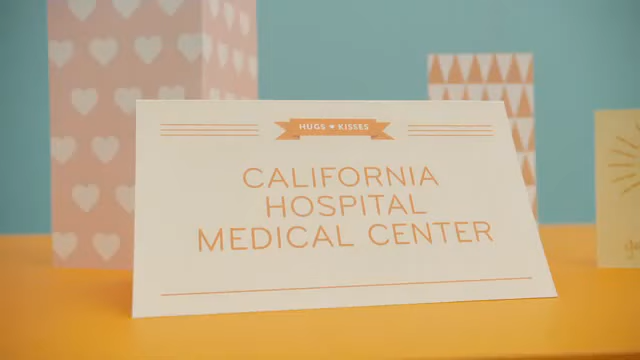 HUGS ★ KISSES
CALIFORNIA
HOSPITAL
MEDICAL CENTER